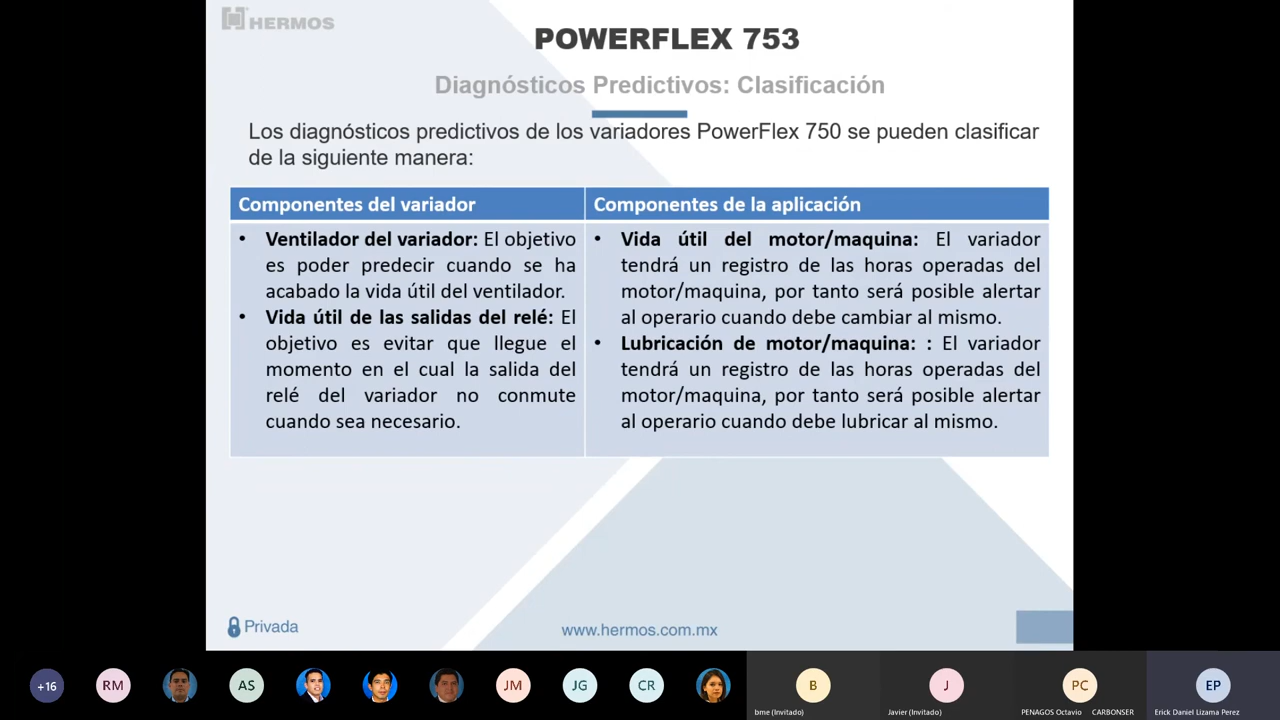 HERMOS
POWERFLEX 753
Diagnósticos Predictivos: Clasificación
Los diagnósticos predictivos de los variadores PowerFlex 750 se pueden clasificar
de la siguiente manera:
Componentes del variador
• Ventilador del variador: El objetivo
es poder predecir cuando se ha
acabado la vida útil del ventilador.
• Vida útil de las salidas del relé: El
objetivo es evitar que llegue el
momento en el cual la salida del
relé del variador no conmute
cuando sea necesario.
Componentes de la aplicación
• Vida útil del motor/maquina: El variador
tendrá un registro de las horas operadas del
motor/maquina, por tanto será posible alertar
al operario cuando debe cambiar al mismo.
• Lubricación de motor/maquina: : El variador
tendrá un registro de las horas operadas del
motor/maquina, por tanto será posible alertar
al operario cuando debe lubricar al mismo.
Privada
www.hermos.com.mx
+16
RM
AS
JM
JG
CR
B
bme (Invitado)
J
Javier (Invitado)
PC
PENAGOS Octavio CARBONSER
EP
Erick Daniel Lizama Perez